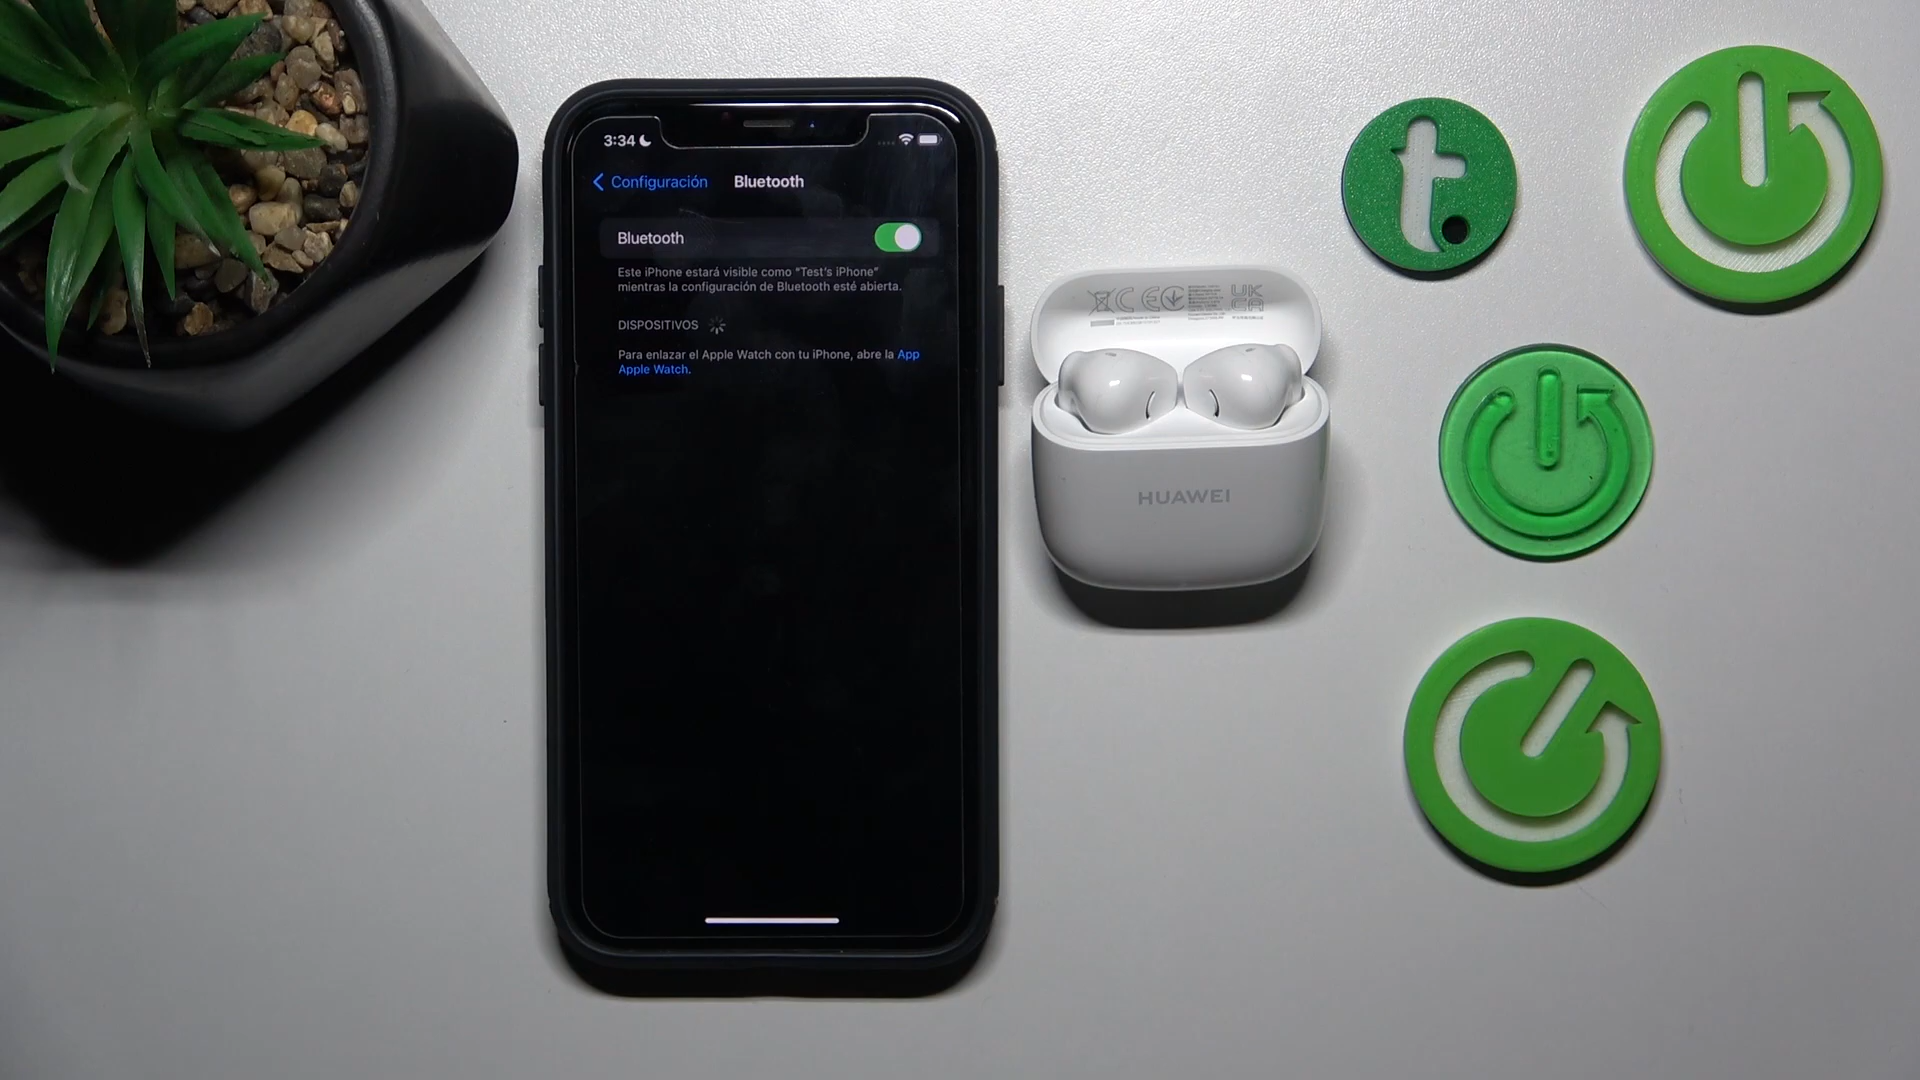 3:34
Configuración
Bluetooth
Bluetooth
Este iPhone estará visible como "Test's iPhone"
mientras la configuración de Bluetooth esté abierta.
DISPOSITIVOS
Para enlazar el Apple Watch con tu iPhone, abre la App
Apple Watch.
UK
CA
HUAWEI
t.